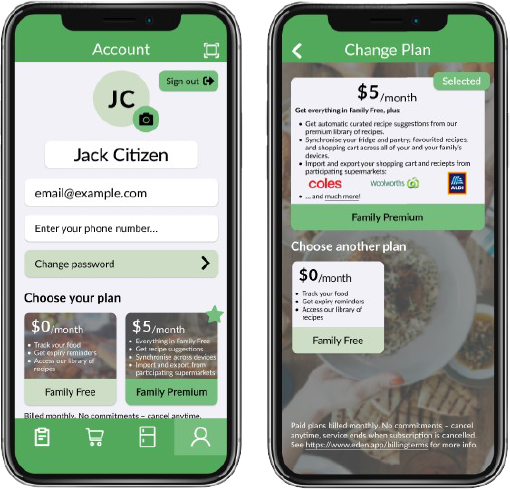 Account
Sign out
JC
Jack Citizen
email@example.com
Enter your phone number...
Change password
Choose your plan
$0/month
• Track your food
• Get expiry reminders
• Access our library of
recipes
Family Free
$5/month
• Everything in Family Free
• Get recipe suggestions
• Synchronise across devices
• Import and export from
participating supermarkets
Family Premium
Billed monthly. No commitments – cancel anytime.
Change Plan
Selected
$5/month
Get everything in Family Free, plus
• Get automatic curated recipe suggestions from our
premium library of recipes.
• Synchronise your fridge and pantry, favourited recipes,
and shopping cart across all of your and your family's
devices.
• Import and export your shopping cart and reciepts from
participating supermarkets:
coles
woolworths
ALDI
• ... and much more!
Family Premium
Choose another plan
$0/month
• Track your food
• Get expiry reminders
• Access our library of
recipes
Family Free
Paid plans billed monthly. No commitments – cancel
anytime, service ends when subscription is cancelled.
See for more info.